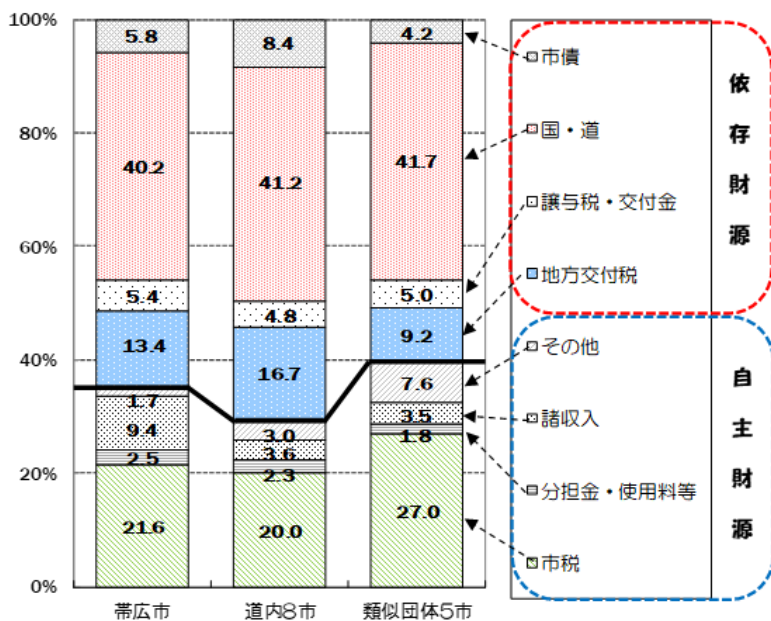 100%
80%
60%
40%
20%
0%
5.8
40.2
5.4
13.4
1.7
9.4
2.5
21.6
帯広市
8.4
41.2
4.8
16.7
3.0
3.6
2.3
20.0
道内8市
4.2
41.7
5.0
9.2
7.6
3.5
1.8
27.0
類似団体5市
市債
国・道
譲与税・交付金
地方交付税
その他
諸収入
分担金・使用料等
市税
依存財源
自主財源